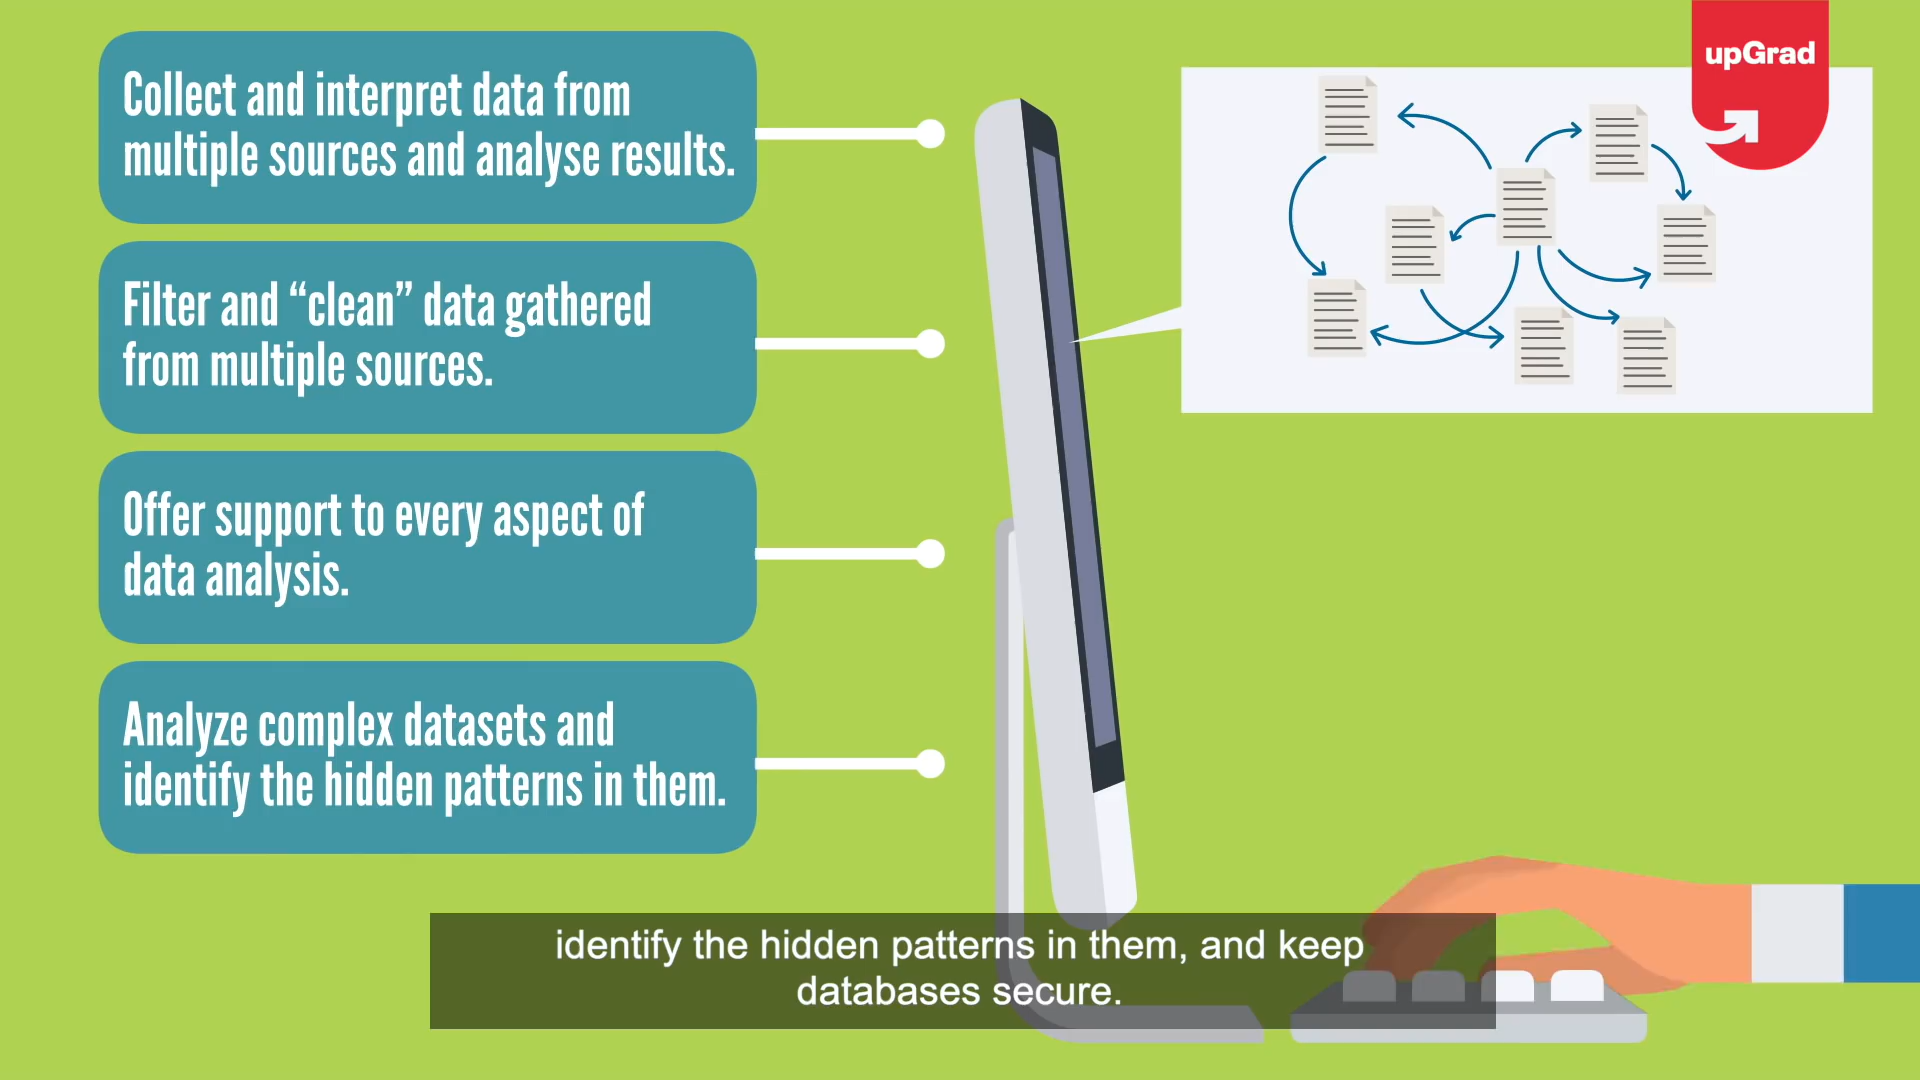 upGrad
Collect and interpret data from
multiple sources and analyse results.
Filter and “clean” data gathered
from multiple sources.
Offer support to every aspect of
data analysis.
Analyze complex datasets and
identify the hidden patterns in them.
identify the hidden patterns in them, and keep
databases secure.